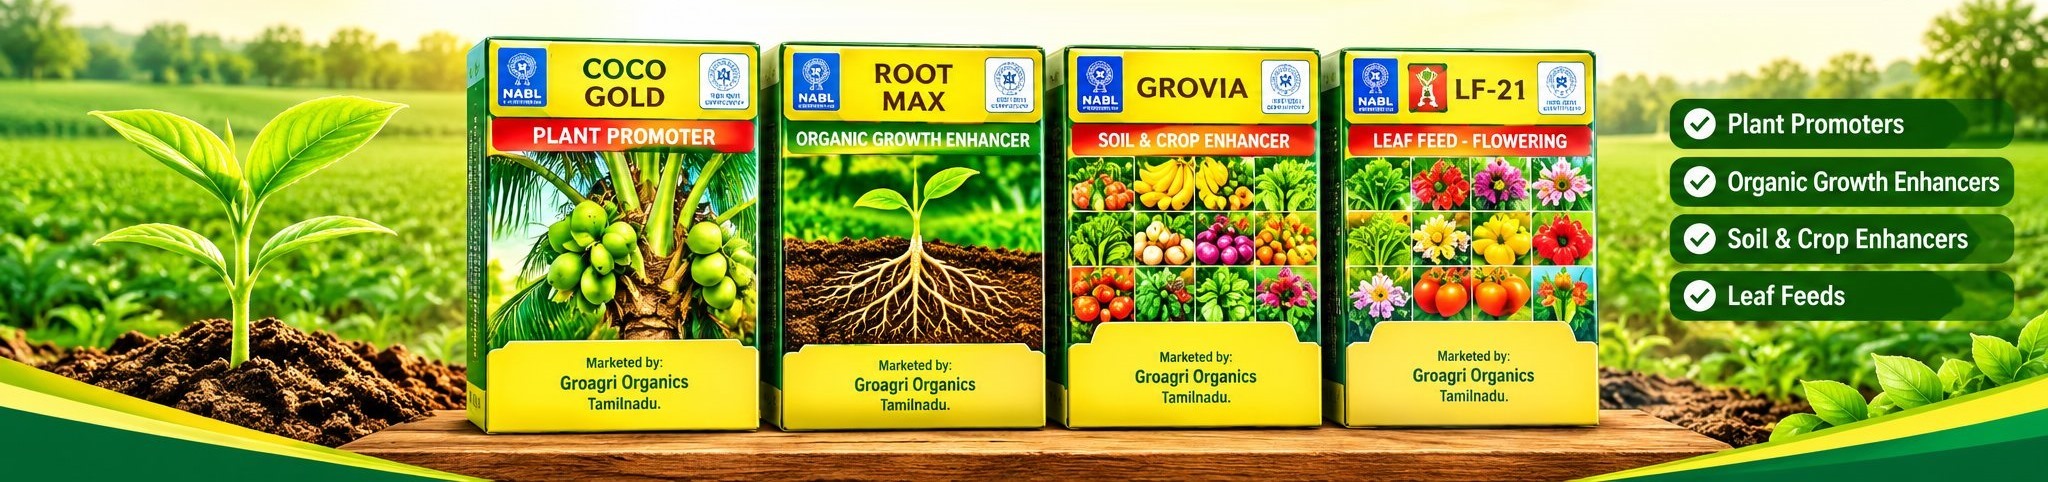 NABL
COCO
GOLD
PLANT PROMOTER
Marketed by:
Groagri Organics
Tamilnadu.
NABL
ROOT
MAX
ORGANIC GROWTH ENHANCER
Marketed by:
Groagri Organics
Tamilnadu.
NABL
GROVIA
SOIL & CROP ENHANCER
Marketed by:
Groagri Organics
Tamilnadu.
NABL
LF-21
LEAF FEED - FLOWERING
Marketed by:
Groagri Organics
Tamilnadu.
Plant Promoters
Organic Growth Enhancers
Soil & Crop Enhancers
Leaf Feeds